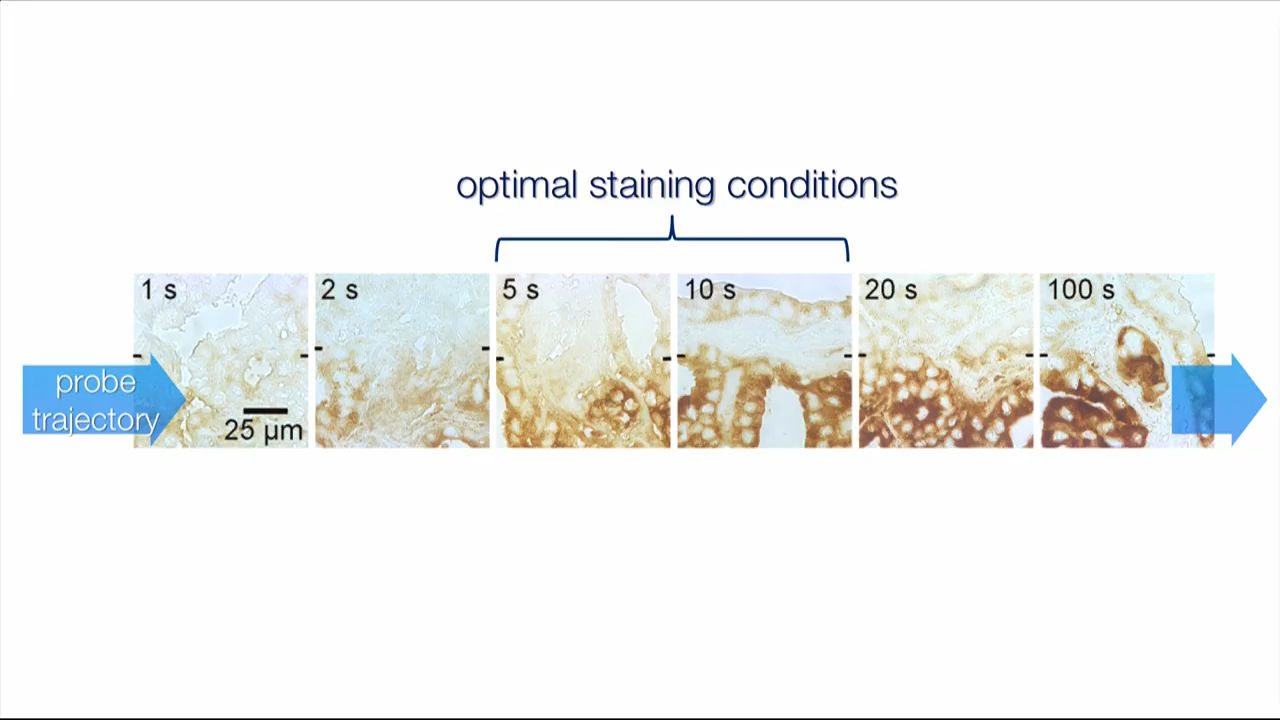 optimal staining conditions
1 s
2 s
5 s
10 s
20 s
100 s
probe
trajectory
25 µm